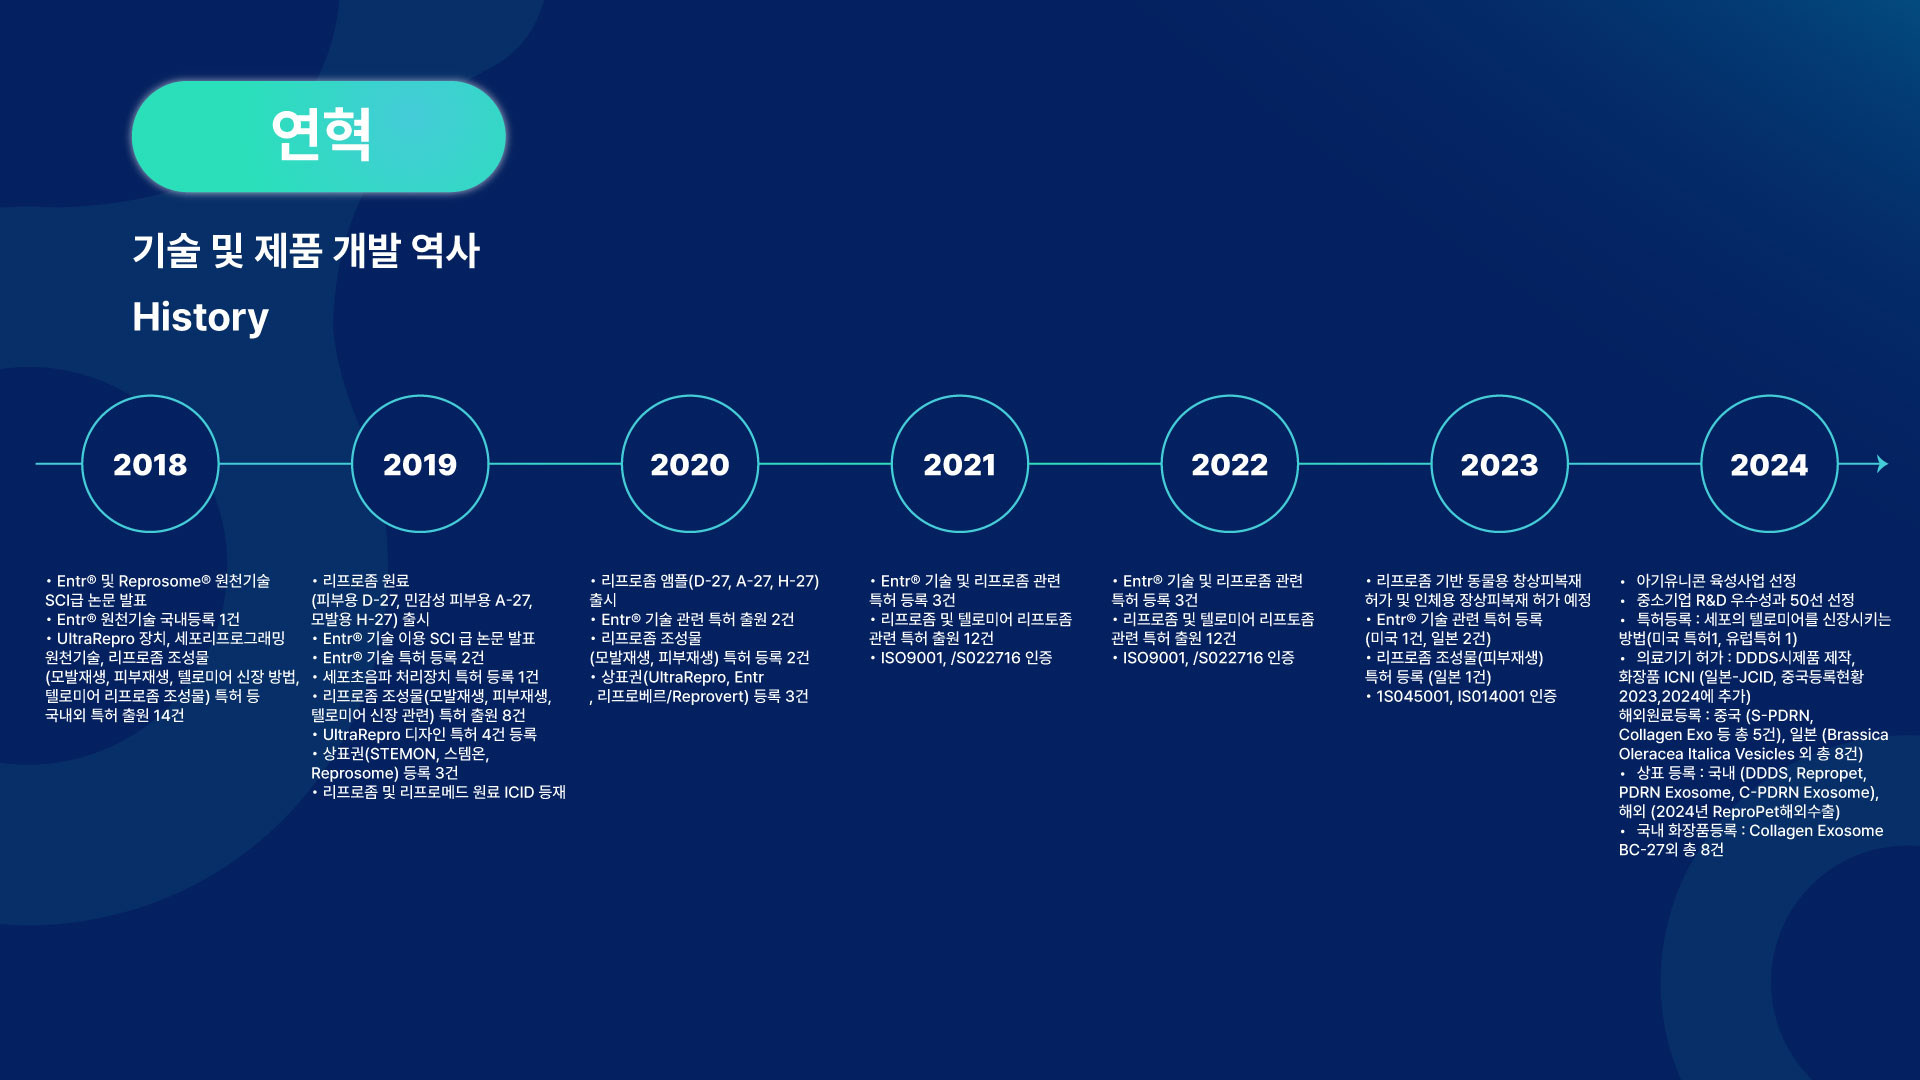 연혁
기술 및 제품 개발 역사
History
2018
• Entr® 및 Reprosome® 원천기술
SCI급 논문 발표
• Entr® 원천기술 국내등록 1건
• UItraRepro 장치, 세포리프로그래밍
원천기술, 리프로좀 조성물
(모발재생, 피부재생, 텔로미어 신장 방법,
텔로미어 리프로좀 조성물) 특허 등
국내외 특허 출원 14건
2019
• 리프로좀 원료
(피부용 D-27, 민감성 피부용 A-27,
모발용 H-27) 출시
• Entr® 기술 이용 SCI 급 논문 발표
• Entr® 기술 특허 등록 2건
• 세포초음파 처리장치 특허 등록 1건
• 리프로좀 조성물(모발재생, 피부재생,
텔로미어 신장 관련) 특허 출원 8건
• UItraRepro 디자인 특허 4건 등록
• 상표권(STEMON, 스템온,
Reprosome) 등록 3건
• 리프로좀 및 리프로메드 원료 ICID 등재
2020
• 리프로좀 앰플(D-27, A-27, H-27)
출시
• Entr® 기술 관련 특허 출원 2건
• 리프로좀 조성물
(모발재생, 피부재생) 특허 등록 2건
• 상표권(UItraRepro, Entr
, 리프로베르/Reprovert) 등록 3건
2021
• Entr® 기술 및 리프로좀 관련
특허 등록 3건
• 리프로좀 및 텔로미어 리프토좀
관련 특허 출원 12건
• ISO9001, /S022716 인증
2022
• Entr® 기술 및 리프로좀 관련
특허 등록 3건
• 리프로좀 및 텔로미어 리프토좀
관련 특허 출원 12건
• ISO9001, /S022716 인증
2023
• 리프로좀 기반 동물용 창상피복재
허가 및 인체용 장상피복재 허가 예정
• Entr® 기술 관련 특허 등록
(미국 1건, 일본 2건)
• 리프로좀 조성물(피부재생)
특허 등록 (일본 1건)
• 1S045001, IS014001 인증
2024
• 아기유니콘 육성사업 선정
• 중소기업 R&D 우수성과 50선 선정
• 특허등록 : 세포의 텔로미어를 신장시키는
방법(미국 특허1, 유럽특허 1)
• 의료기기 허가 : DDDS시제품 제작,
화장품 ICNI (일본-JCID, 중국등록현황
2023,2024에 추가)
해외원료등록 : 중국 (S-PDRN,
Collagen Exo 등 총 5건), 일본 (Brassica
Oleracea Italica Vesicles 외 총 8건)
• 상표 등록 : 국내 (DDDS, Repropet,
PDRN Exosome, C-PDRN Exosome),
해외 (2024년 ReproPet해외수출)
• 국내 화장품등록 : Collagen Exosome
BC-27외 총 8건